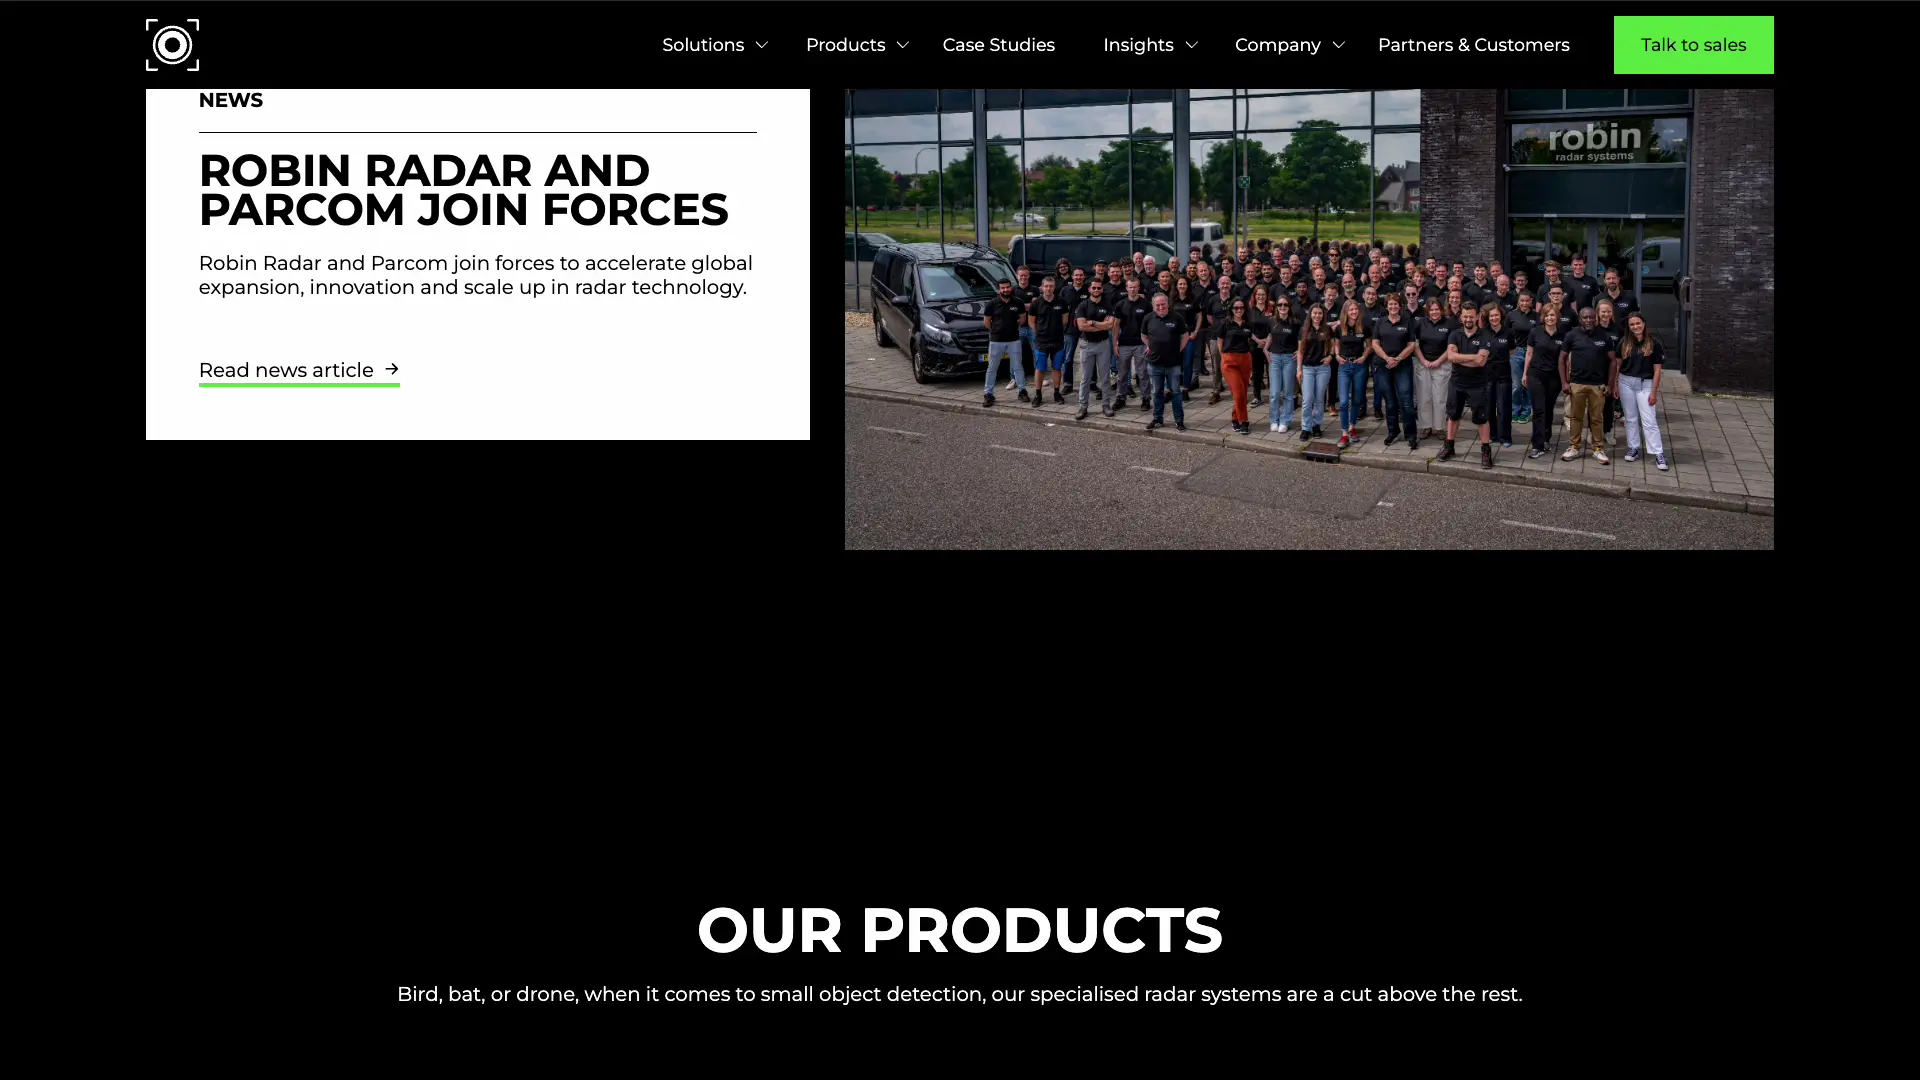 Solutions
Products
Case Studies
Insights
Company
Partners & Customers
Talk to sales
NEWS
ROBIN RADAR AND
PARCOM JOIN FORCES
Robin Radar and Parcom join forces to accelerate global
expansion, innovation and scale up in radar technology.
Read news article
robin
radar systems
OUR PRODUCTS
Bird, bat, or drone, when it comes to small object detection, our specialised radar systems are a cut above the rest.